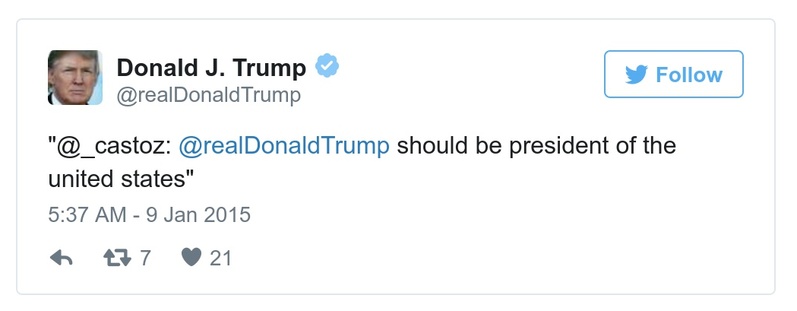 Donald J. Trump
@realDonaldTrump
Follow
"@_castoz: @realDonaldTrump should be president of the
united states"
5:37 AM - 9 Jan 2015
7 21